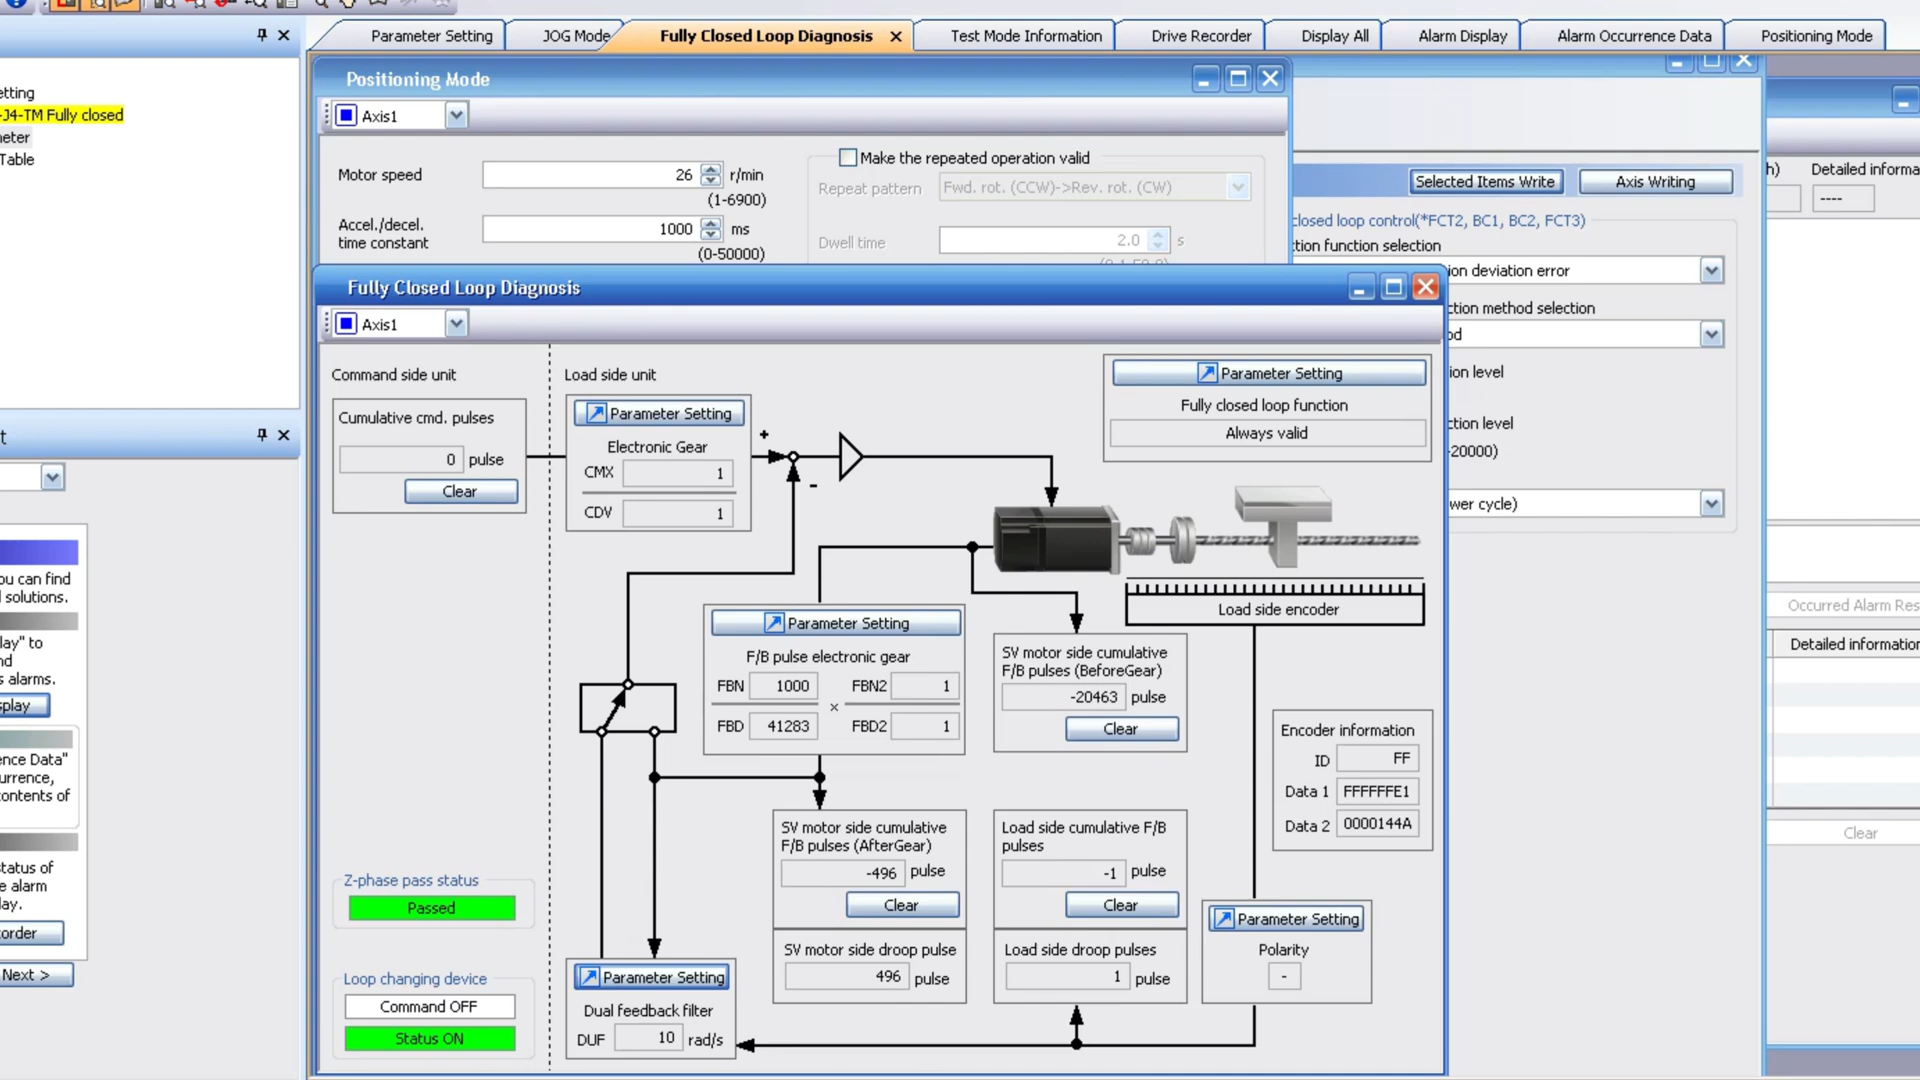 Parameter Setting
JOG Mode
Fully Closed Loop Diagnosis
Test Mode Information
Drive Recorder
Display All
Alarm Display
Alarm Occurrence Data
Positioning Mode
etting
-J4-TM Fully closed
neter
Table
Positioning Mode
Axis1
Motor speed
26 r/min
(1-6900)
Accel./decel.
time constant
1000 ms
(0-50000)
Make the repeated operation valid
Repeat pattern
Fwd. rot. (CCW)->Rev. rot. (CW)
Dwell time
2.0 s
Selected Items Write
Axis Writing
closed loop control(*FCT2, BC1, BC2, FCT3)
ction function selection
ion deviation error
ction method selection
od
ion level
ction level
-20000)
wer cycle)
h)
Detailed informa
----
Occurred Alarm Res
Detailed information
Clear
t
ou can find
l solutions.
lay" to
nd
s alarms.
splay
ence Data"
urrence,
contents of
status of
e alarm
lay.
order
Next >
Fully Closed Loop Diagnosis
Axis1
Command side unit
Cumulative cmd. pulses
0 pulse
Clear
Load side unit
Parameter Setting
Electronic Gear
CMX 1
CDV 1
+
-
Parameter Setting
Fully closed loop function
Always valid
Load side encoder
Parameter Setting
F/B pulse electronic gear
FBN 1000 FBN2 1
×
FBD 41283 FBD2 1
SV motor side cumulative
F/B pulses (BeforeGear)
-20463 pulse
Clear
Encoder information
ID FF
Data 1 FFFFFFE1
Data 2 0000144A
SV motor side cumulative
F/B pulses (AfterGear)
-496 pulse
Clear
SV motor side droop pulse
496 pulse
Load side cumulative F/B
pulses
-1 pulse
Clear
Load side droop pulses
1 pulse
Parameter Setting
Polarity
-
Z-phase pass status
Passed
Loop changing device
Command OFF
Status ON
Parameter Setting
Dual feedback filter
DUF 10 rad/s